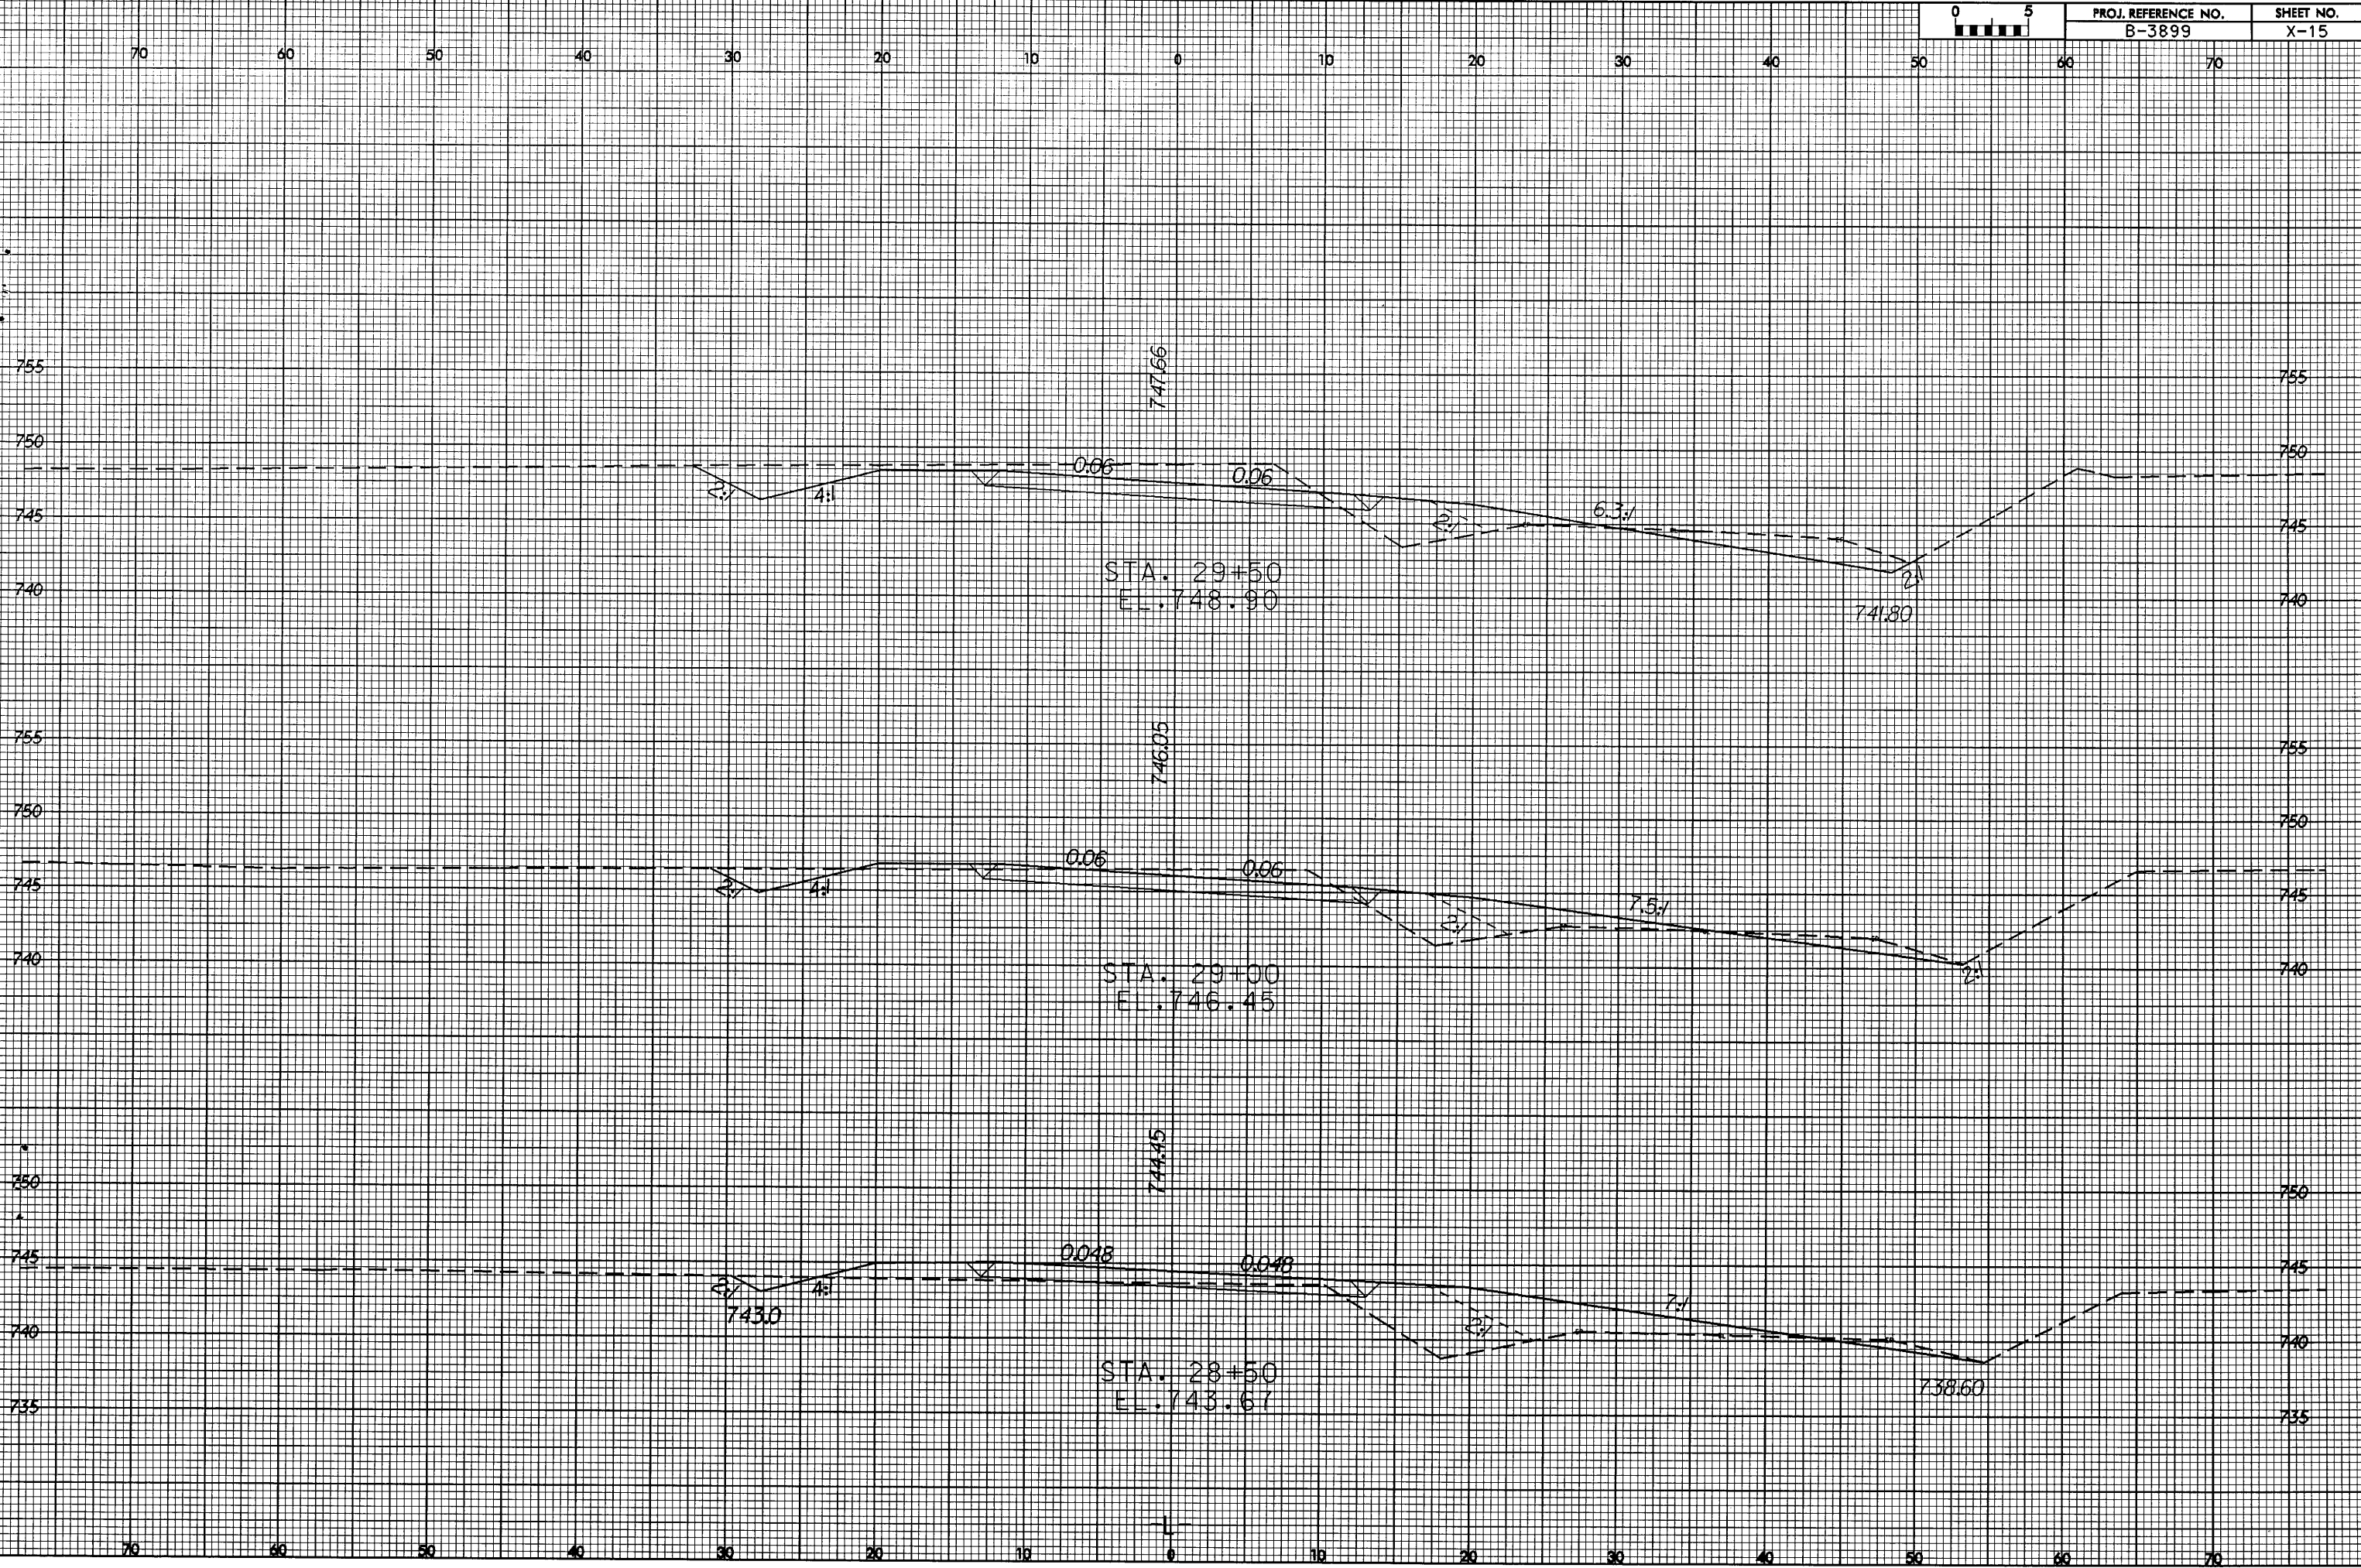 0 5
PROJ. REFERENCE NO.
SHEET NO.
B-3899
X-15
70 60 50 40 30 20 10 0 10 20 30 40 50 60 70
747.66
755 755
750 750
0.06 0.06
2:1 4:1
745 745
2:1 6.3:1
STA. 29+50
EL.748.90
2:1
740 740
741.80
746.05
755 755
750 750
0.06 0.06
745 745
2:1 4:1
2:1 7.5:1
740 740
STA. 29+00
EL.746.45
2:1
744.45
750 750
0.048 0.048
745 745
2:1 4:1
743.0
2:1 7:1
740 740
STA. 28+50
EL.743.67
738.60
735 735
-L-
70 60 50 40 30 20 10 0 10 20 30 40 50 60 70